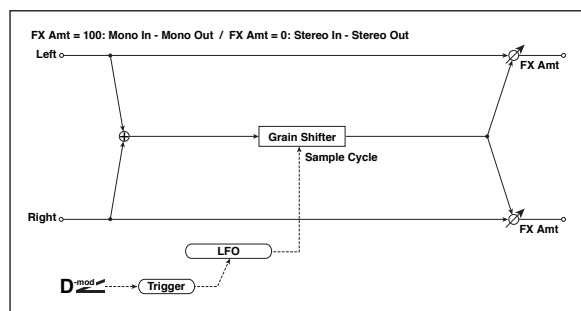 FX Amt = 100: Mono In - Mono Out / FX Amt = 0: Stereo In - Stereo Out
Left
FX Amt
Grain Shifter
Sample Cycle
Right
FX Amt
LFO
D-mod
Trigger